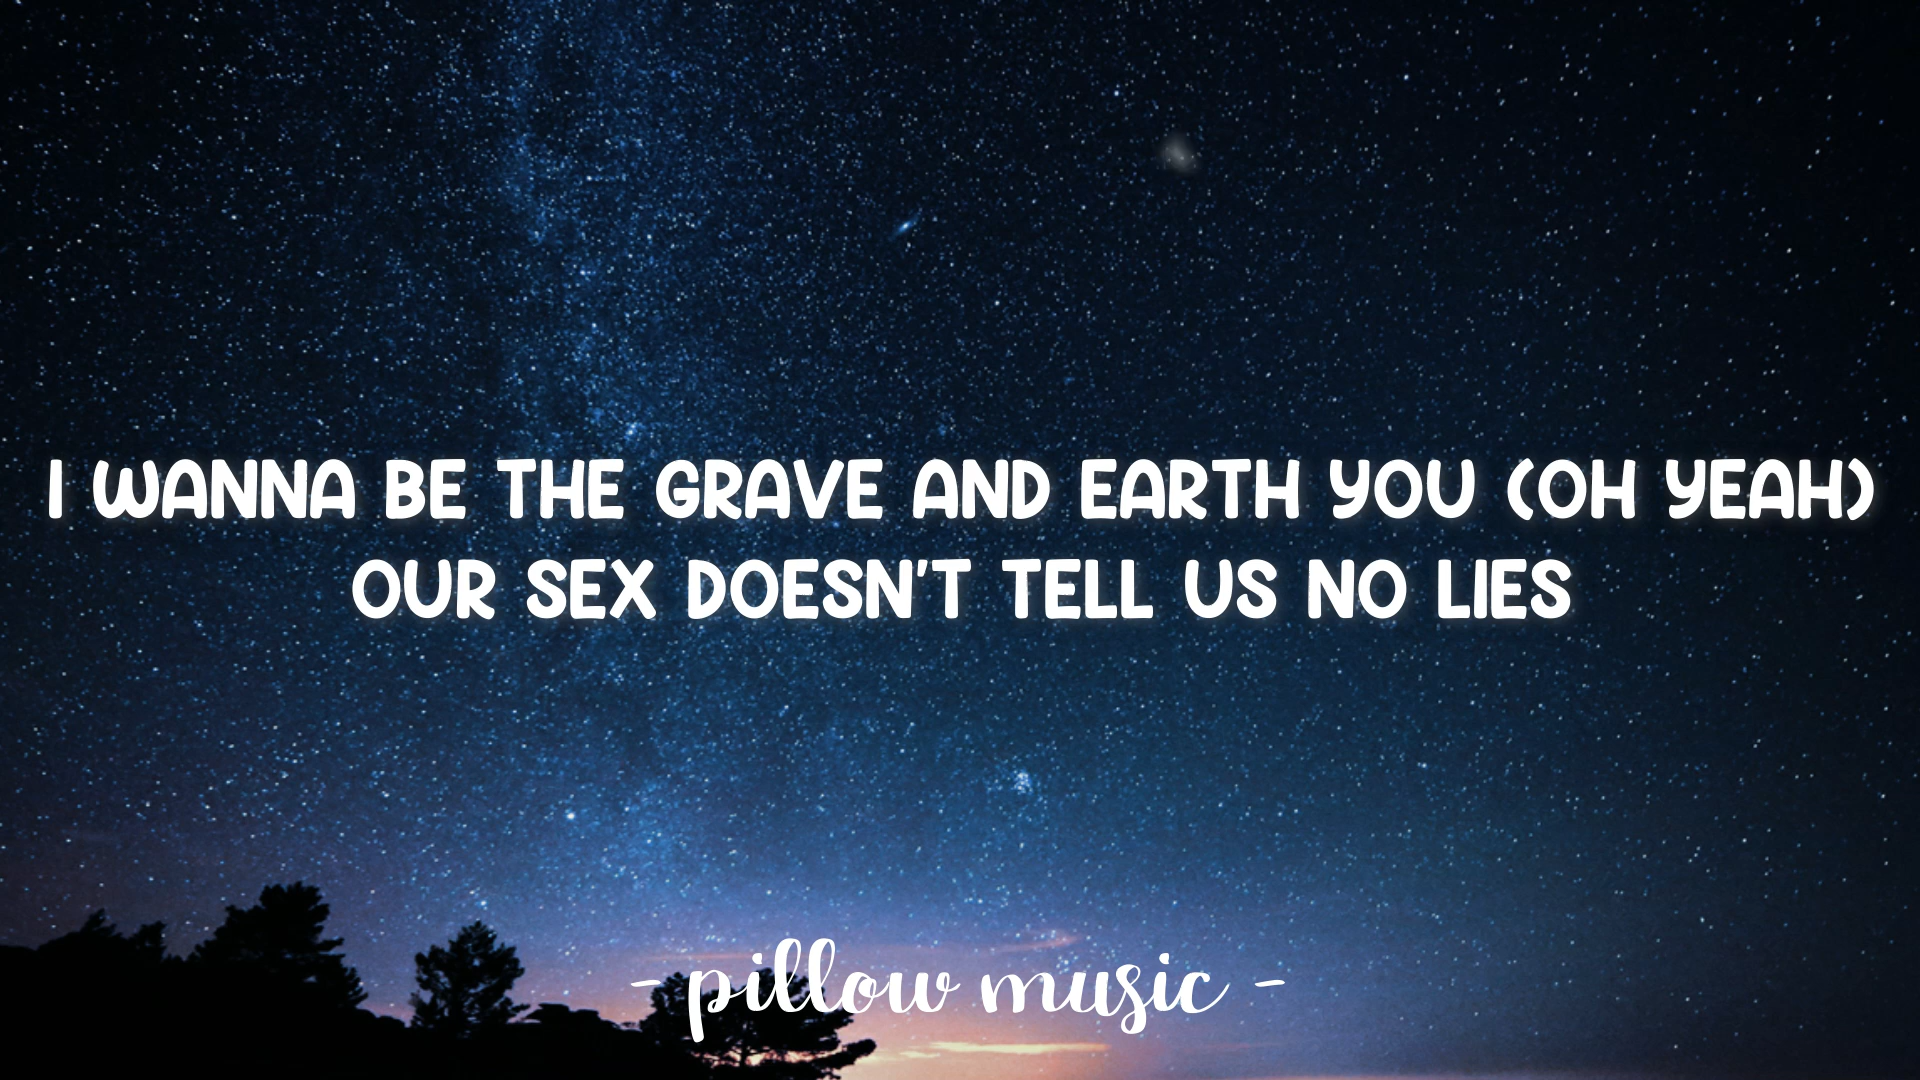 I WANNA BE THE GRAVE AND EARTH YOU (OH YEAH)
OUR SEX DOESN'T TELL US NO LIES
- pillow music -